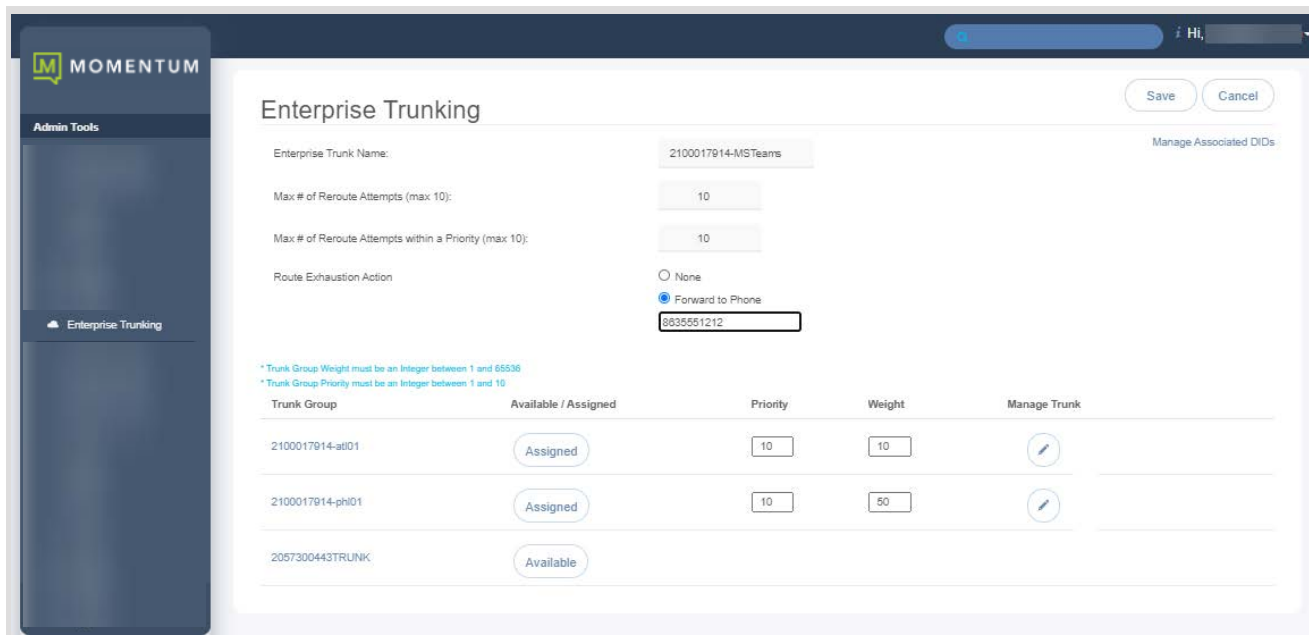 Hi,
M MOMENTUM
Admin Tools
Enterprise Trunking
Enterprise Trunking
Save
Cancel
Manage Associated DIDs
Enterprise Trunk Name: 2100017914-MSTeams
Max # of Reroute Attempts (max 10): 10
Max # of Reroute Attempts within a Priority (max 10): 10
Route Exhaustion Action None
Forward to Phone
8635551212
* Trunk Group Weight must be an Integer between 1 and 65536
* Trunk Group Priority must be an Integer between 1 and 10
Trunk Group Available / Assigned Priority Weight Manage Trunk
2100017914-atl01 Assigned 10 10
2100017914-phl01 Assigned 10 50
2057300443TRUNK Available